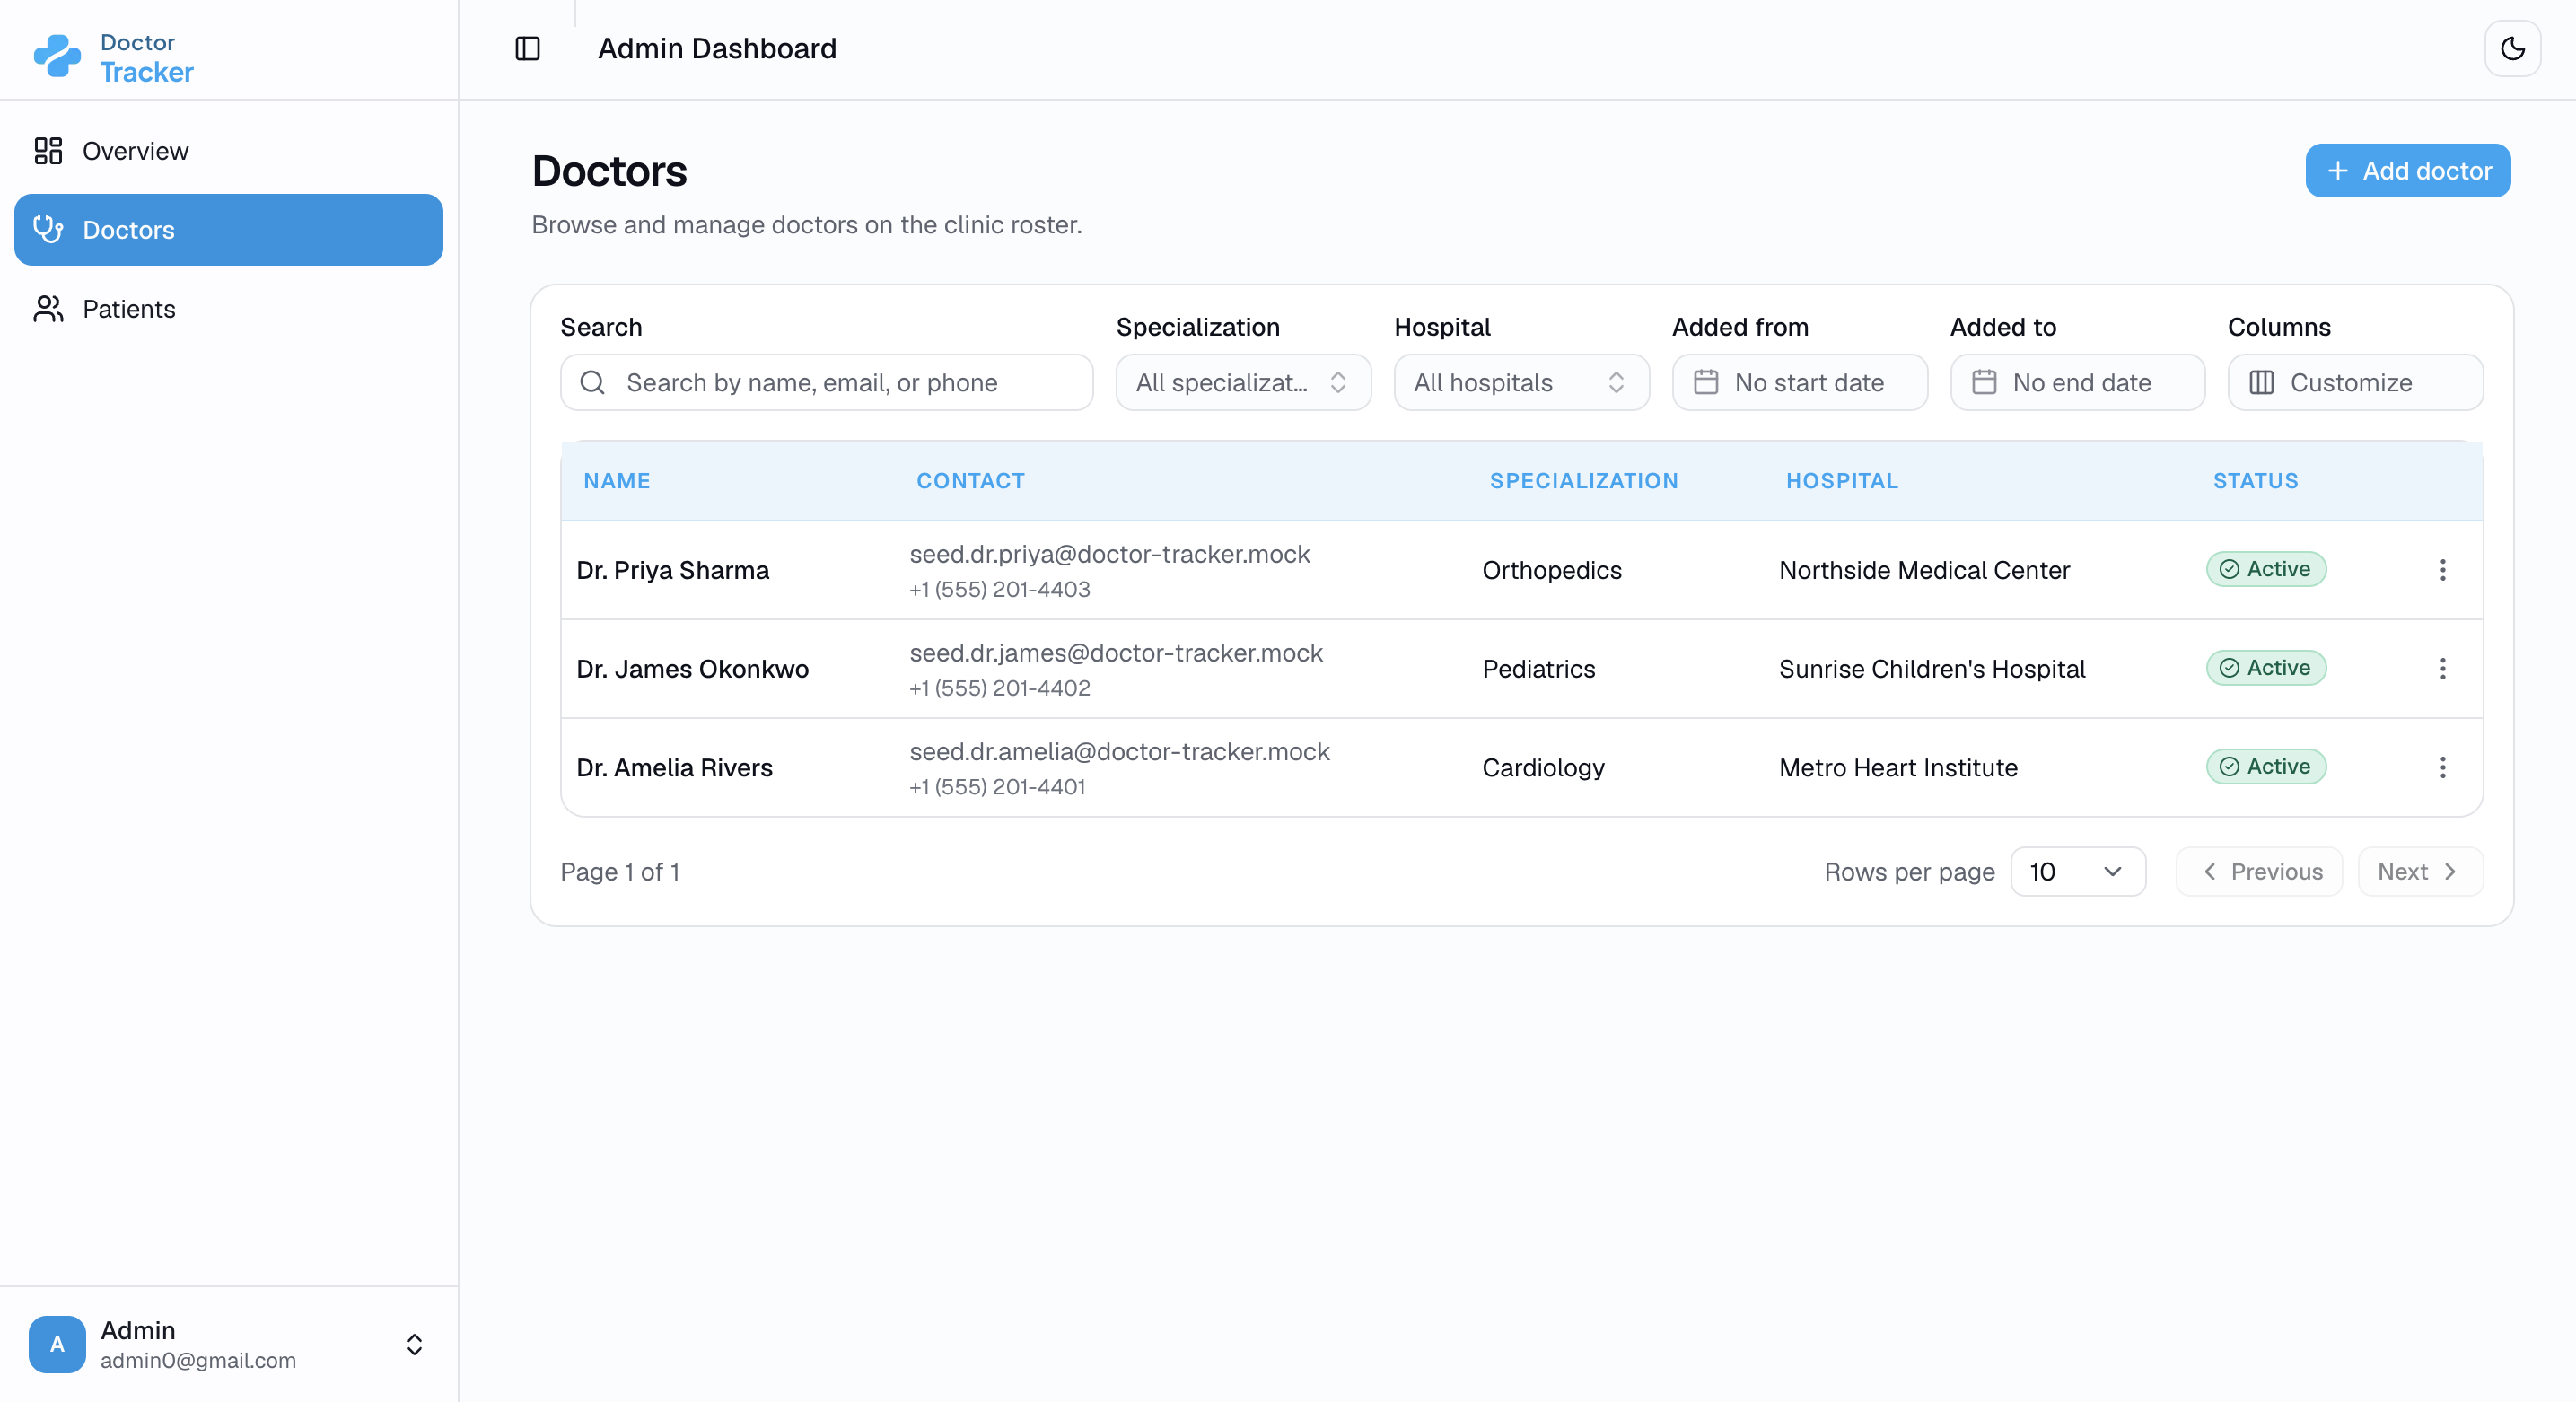 Doctor
Tracker
Admin Dashboard
Overview
Doctors
Patients
Doctors
Add doctor
Browse and manage doctors on the clinic roster.
Search
Specialization
Hospital
Added from
Added to
Columns
Search by name, email, or phone
All specializat...
All hospitals
No start date
No end date
Customize
NAME
CONTACT
SPECIALIZATION
HOSPITAL
STATUS
Dr. Priya Sharma
seed.dr.priya@doctor-tracker.mock
+1 (555) 201-4403
Orthopedics
Northside Medical Center
Active
Dr. James Okonkwo
seed.dr.james@doctor-tracker.mock
+1 (555) 201-4402
Pediatrics
Sunrise Children's Hospital
Active
Dr. Amelia Rivers
seed.dr.amelia@doctor-tracker.mock
+1 (555) 201-4401
Cardiology
Metro Heart Institute
Active
Page 1 of 1
Rows per page
10
Previous
Next
A
Admin
admin0@gmail.com